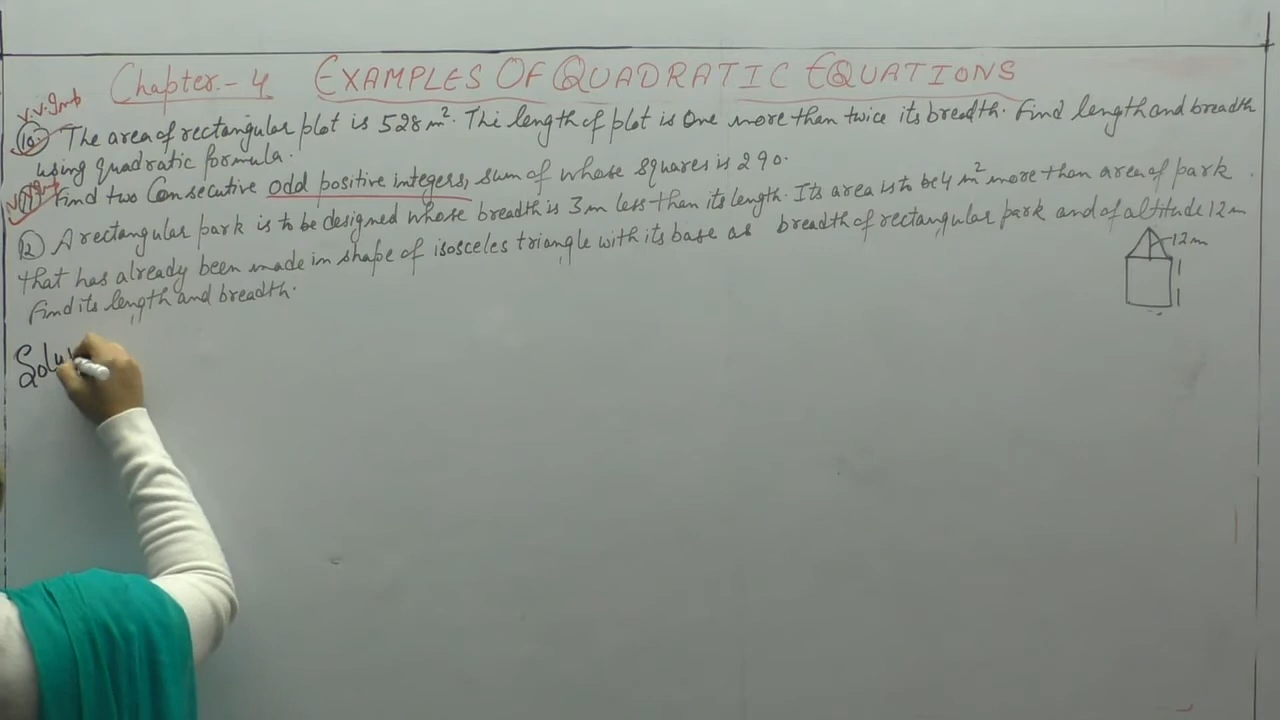 Chapter-4 EXAMPLES OF QUADRATIC EQUATIONS
V.V.Imp
10. The area of rectangular plot is 528 m². The length of plot is one more than twice its breadth. Find length and breadth
using quadratic formula.
Find two Consecutive odd positive integers, sum of whose squares is 290.
12 A rectangular park is to be designed whose breadth is 3m less than its length. Its area is to be 4 m² more than area of park
that has already been made in shape of isosceles triangle with its base as breadth of rectangular park and of altitude 12m
Find its length and breadth.
12m
Solu